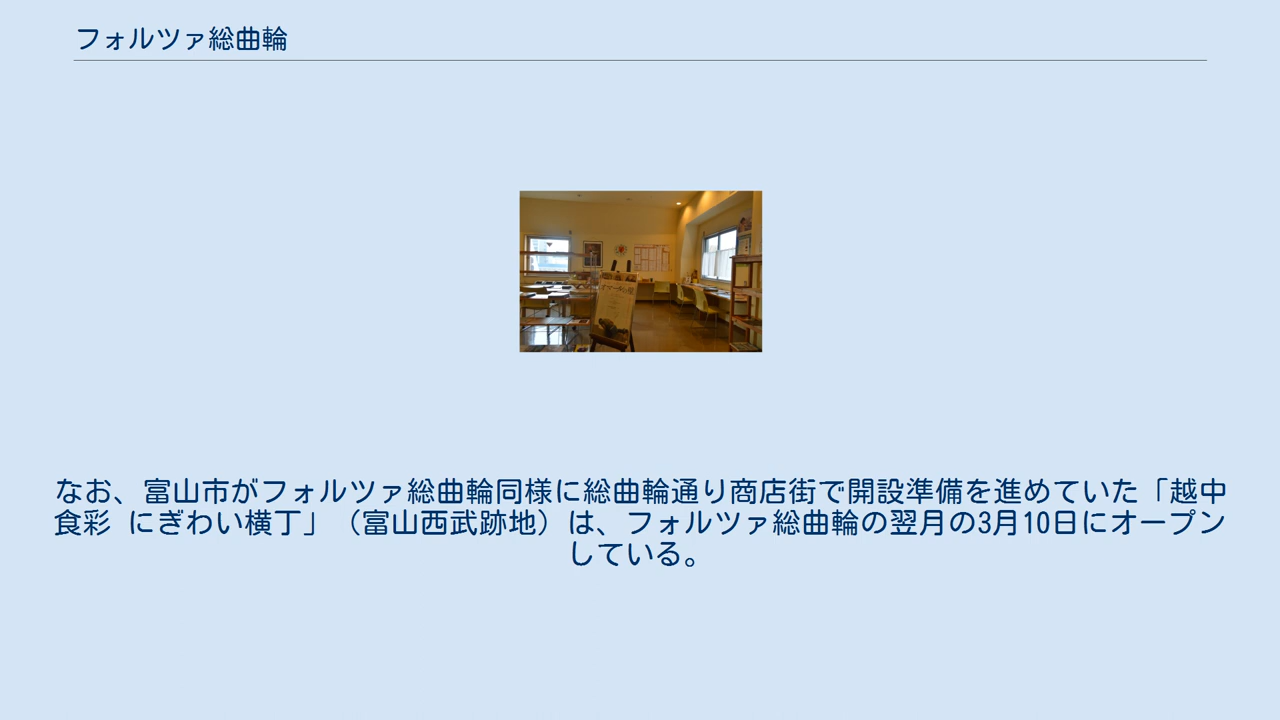 フォルツァ総曲輪
なお、富山市がフォルツァ総曲輪同様に総曲輪通り商店街で開設準備を進めていた「越中
食彩 にぎわい横丁」（富山西武跡地）は、フォルツァ総曲輪の翌月の3月10日にオープン
している。